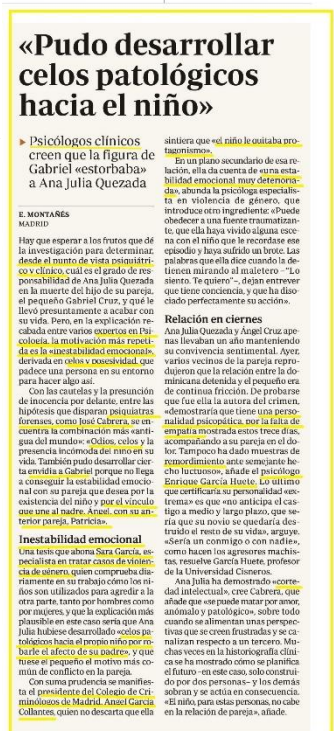 «Pudo desarrollar
celos patológicos
hacia el niño»
Psicólogos clínicos
creen que la figura de
Gabriel «estorbaba»
a Ana Julia Quezada
E. MONTAÑÉS
MADRID
Hay que esperar a los frutos que dé
la investigación para determinar,
desde el punto de vista psiquiátri-
co y clínico, cuál es el grado de res-
ponsabilidad de Ana Julia Quezada
en la muerte del hijo de su pareja,
el pequeño Gabriel Cruz, y qué le
llevó presuntamente a acabar con
su vida. Pero, en la explicación re-
cabada entre varios expertos en Psi-
cología, la motivación más repeti-
da es la «inestabilidad emocional»,
derivada en celos y posesividad, que
padece una persona en su entorno
para hacer algo así.
Con las cautelas y la presunción
de inocencia por delante, entre las
hipótesis que disparan psiquiatras
forenses, como José Cabrera, se en-
cuentra la combinación más «anti-
gua del mundo»: «Odios, celos y la
presencia incómoda del niño en su
vida. También pudo desarrollar cier-
ta envidia a Gabriel porque no llega
a conseguir la estabilidad emocio-
nal con su pareja que desea por la
existencia del niño y por el vínculo
que une al padre, Ángel, con su an-
terior pareja, Patricia».
Inestabilidad emocional
Una tesis que abona Sara García, es-
pecialista en tratar casos de violen-
cia de género, quien comprueba dia-
riamente en su trabajo cómo los ni-
ños son utilizados para agredir a la
otra parte, tanto por hombres como
por mujeres, y que la explicación más
plausible en este caso sería que Ana
Julia hubiese desarrollado «celos pa-
tológicos hacia el propio niño por ro-
barle el afecto de su padre», y que
fuese el pequeño el motivo más co-
mún de conflicto en la pareja.
Con suma prudencia se manifies-
ta el presidente del Colegio de Cri-
minólogos de Madrid, Ángel García
Collantes, quien no descarta que ella
sintiera que «el niño le quitaba pro-
tagonismo».
En un plano secundario de esa re-
lación, ella da cuenta de «una esta-
bilidad emocional muy deteriora-
da», abunda la psicóloga especialis-
ta en violencia de género, que
introduce otro ingrediente: «Puede
obedecer a una fuente traumatizan-
te, que ella haya vivido alguna esce-
na con el niño que le recordase ese
episodio y haya sufrido un brote. Las
palabras que ella dice cuando la de-
tienen mirando al maletero –"Lo
siento. Te quiero"–, dejan entrever
que tiene conciencia, y que ha diso-
ciado perfectamente su acción».
Relación en ciernes
Ana Julia Quezada y Ángel Cruz ape-
nas llevaban un año manteniendo
su convivencia sentimental. Ayer,
varios vecinos de la pareja repro-
dujeron que la relación entre la do-
minicana detenida y el pequeño era
de continua fricción. De probarse
que fue ella la autora del crimen,
«demostraría que tiene una perso-
nalidad psicopática, por la falta de
empatía mostrada estos trece días,
acompañando a su pareja en el do-
lor. Tampoco ha dado muestras de
remordimiento ante semejante he-
cho luctuoso», añade el psicólogo
Enrique García Huete. Lo último
que certificaría su personalidad «ex-
trema» es que «no anticipa el cas-
tigo a medio y largo plazo, que se-
ría que su novio se quedaría des-
truido el resto de su vida», arguye.
«Sería un conmigo o con nadie»,
como hacen los agresores machis-
tas, resuelve García Huete, profesor
de la Universidad Cisneros.
Ana Julia ha demostrado «corte-
dad intelectual», cree Cabrera, que
añade que «se puede matar por amor,
anómalo y patológico», sobre todo
cuando se alimentan unas perspecti-
vas que se creen frustradas y se ca-
nalizan respecto a un tercero. Mu-
chas veces en la historiografía clíni-
ca se ha mostrado cómo se planifica
el futuro –en este caso, solo construi-
do por dos personas– y los demás
sobran y se actúa en consecuencia.
«El niño, para estas personas, no cabe
en la relación de pareja», añade.